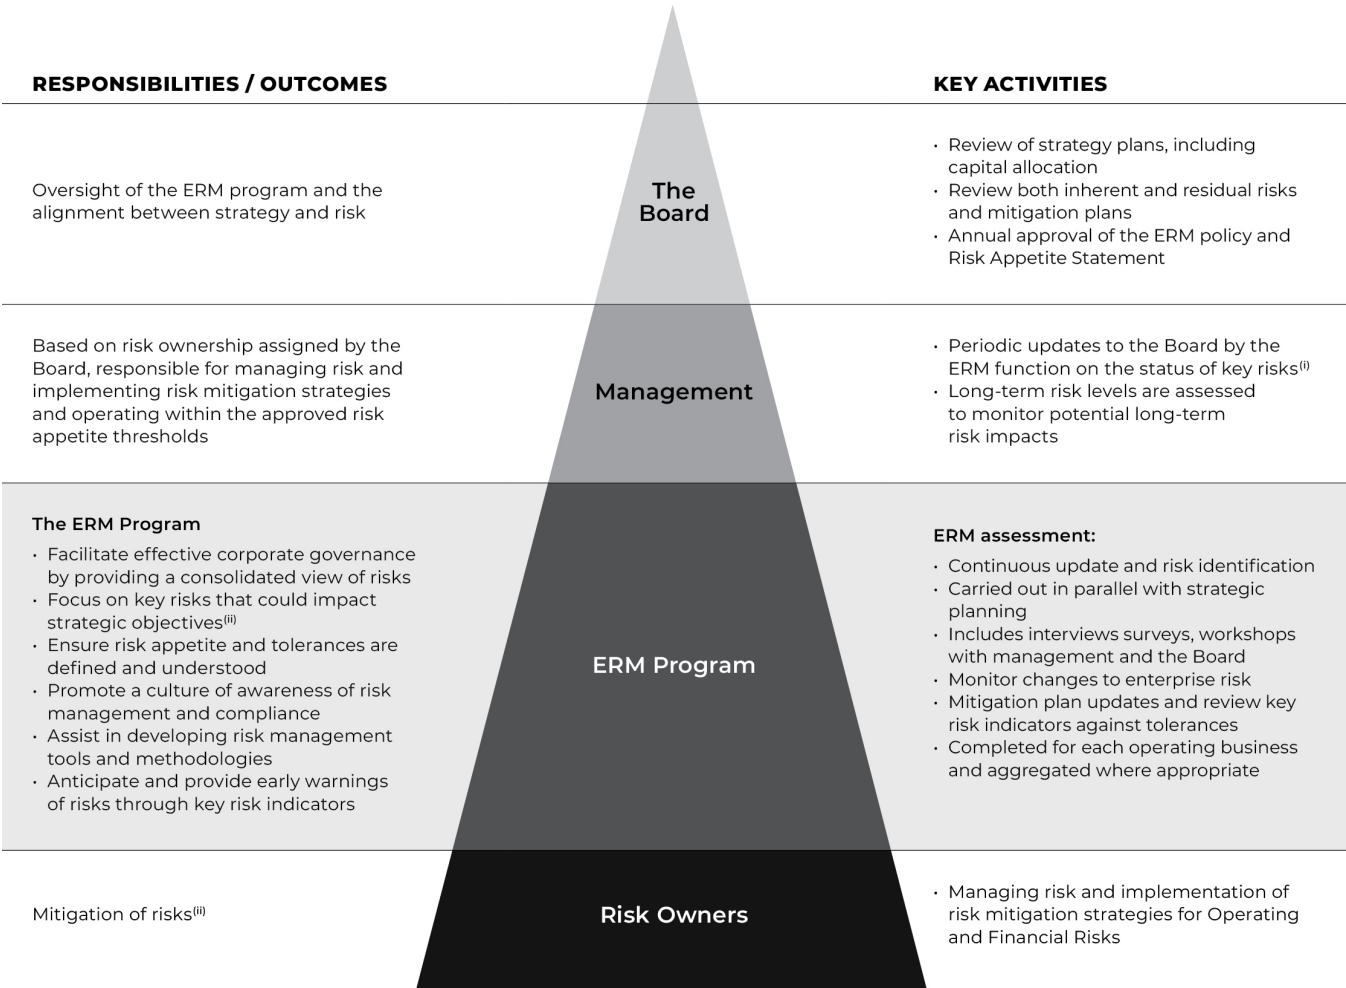 RESPONSIBILITIES / OUTCOMES
KEY ACTIVITIES
Oversight of the ERM program and the
alignment between strategy and risk
The
Board
• Review of strategy plans, including
capital allocation
• Review both inherent and residual risks
and mitigation plans
• Annual approval of the ERM policy and
Risk Appetite Statement
Based on risk ownership assigned by the
Board, responsible for managing risk and
implementing risk mitigation strategies
and operating within the approved risk
appetite thresholds
Management
• Periodic updates to the Board by the
ERM function on the status of key risks(i)
• Long-term risk levels are assessed
to monitor potential long-term
risk impacts
The ERM Program
• Facilitate effective corporate governance
by providing a consolidated view of risks
• Focus on key risks that could impact
strategic objectives(ii)
• Ensure risk appetite and tolerances are
defined and understood
• Promote a culture of awareness of risk
management and compliance
• Assist in developing risk management
tools and methodologies
• Anticipate and provide early warnings
of risks through key risk indicators
ERM Program
ERM assessment:
• Continuous update and risk identification
• Carried out in parallel with strategic
planning
• Includes interviews surveys, workshops
with management and the Board
• Monitor changes to enterprise risk
• Mitigation plan updates and review key
risk indicators against tolerances
• Completed for each operating business
and aggregated where appropriate
Mitigation of risks(ii)
Risk Owners
• Managing risk and implementation of
risk mitigation strategies for Operating
and Financial Risks